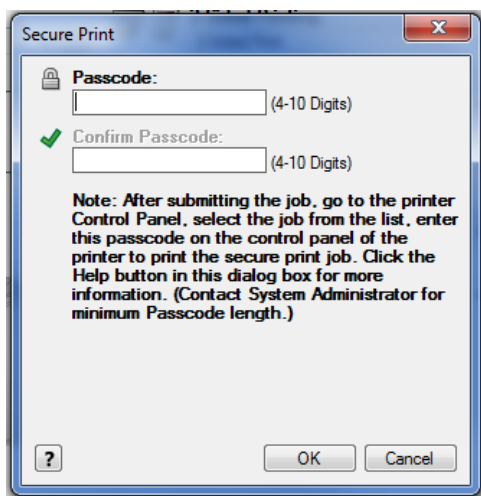 Secure Print
Passcode:
(4-10 Digits)
Confirm Passcode:
(4-10 Digits)
Note: After submitting the job, go to the printer
Control Panel, select the job from the list, enter
this passcode on the control panel of the
printer to print the secure print job. Click the
Help button in this dialog box for more
information. (Contact System Administrator for
minimum Passcode length.)
?
OK
Cancel